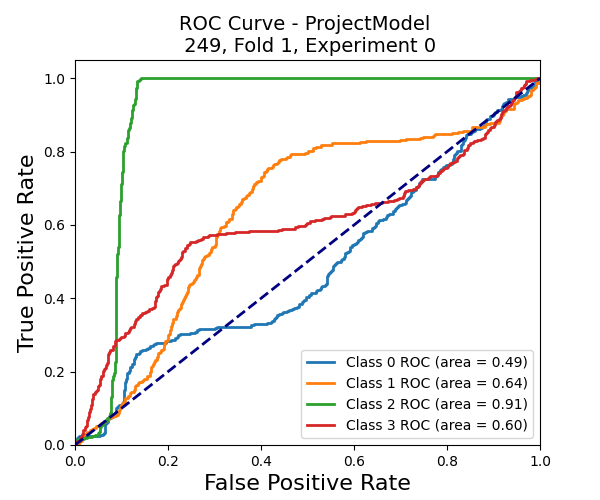 ROC Curve - ProjectModel
249, Fold 1, Experiment 0
1.0
0.8
0.6
0.4
0.2
0.0
True Positive Rate
Class 0 ROC (area = 0.49)
Class 1 ROC (area = 0.64)
Class 2 ROC (area = 0.91)
Class 3 ROC (area = 0.60)
0.0 0.2 0.4 0.6 0.8 1.0
False Positive Rate